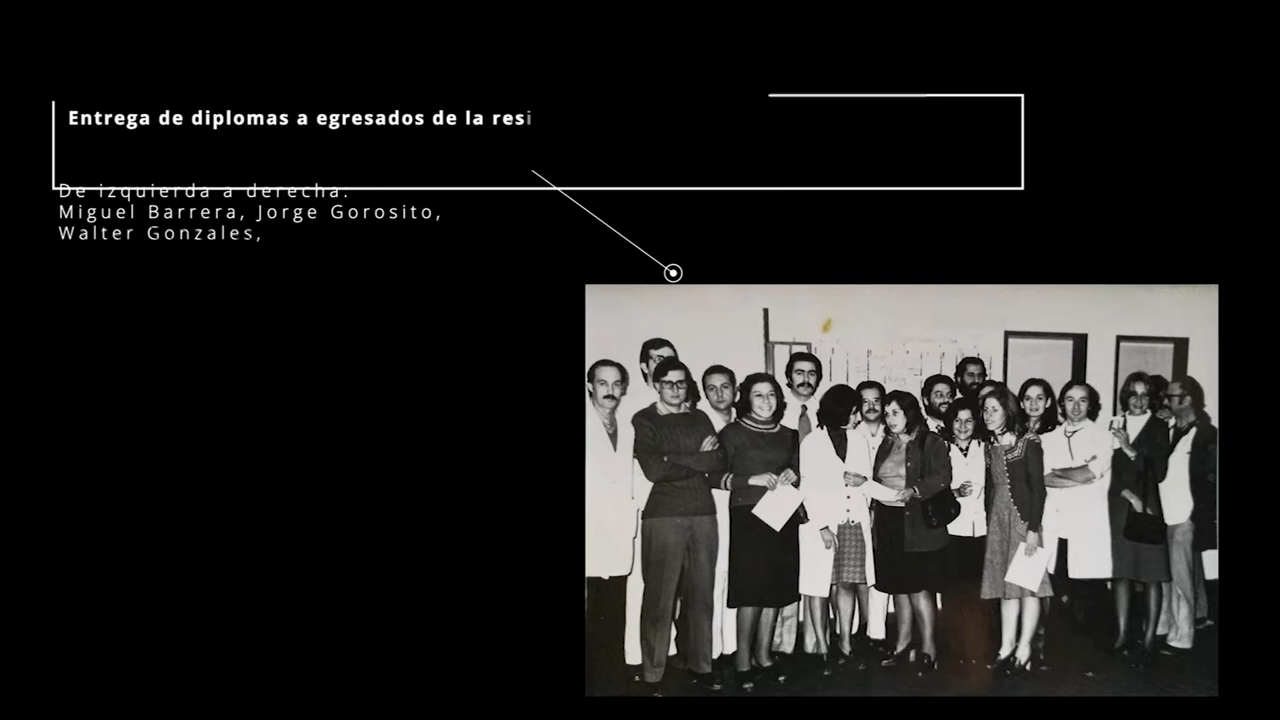 Entrega de diplomas a egresados de la resi
De izquierda a derecha:
Miguel Barrera, Jorge Gorosito,
Walter Gonzales,